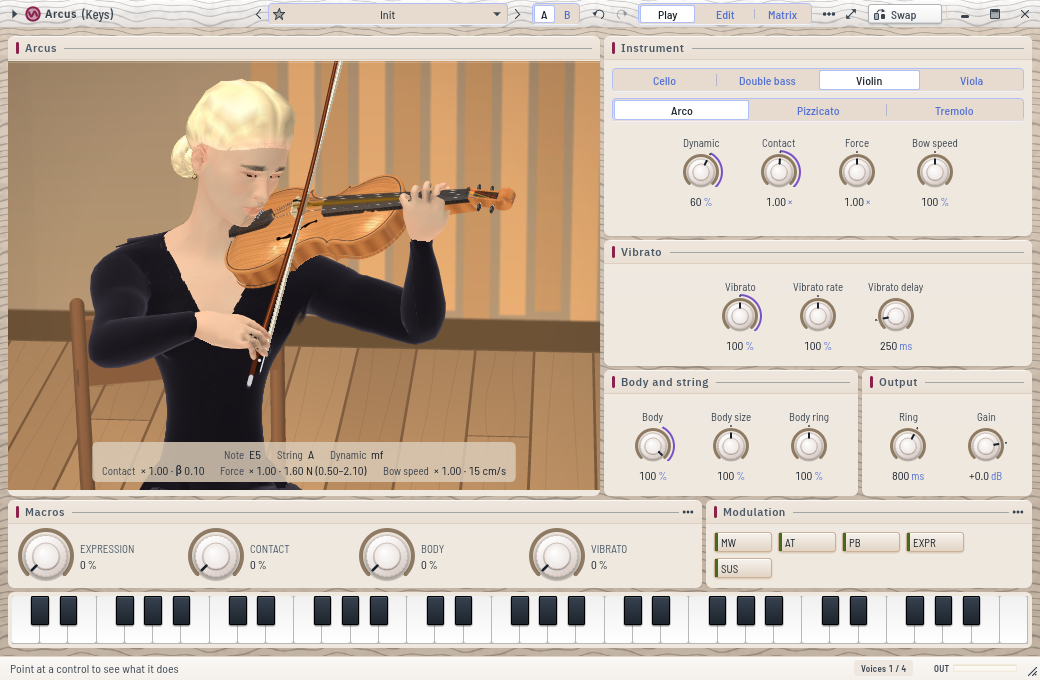 Arcus (Keys)
Init
A B
Play Edit Matrix
Swap
Arcus
Note E5 String A Dynamic mf
Contact × 1.00 · β 0.10 Force × 1.00 · 1.60 N (0.50–2.10) Bow speed × 1.00 · 15 cm/s
Instrument
Cello Double bass Violin Viola
Arco Pizzicato Tremolo
Dynamic Contact Force Bow speed
60 % 1.00 × 1.00 × 100 %
Vibrato
Vibrato Vibrato rate Vibrato delay
100 % 100 % 250 ms
Body and string
Body Body size Body ring
100 % 100 % 100 %
Output
Ring Gain
800 ms +0.0 dB
Macros
EXPRESSION
0 %
CONTACT
0 %
BODY
0 %
VIBRATO
0 %
Modulation
MW AT PB EXPR
SUS
Point at a control to see what it does
Voices 1 / 4
OUT